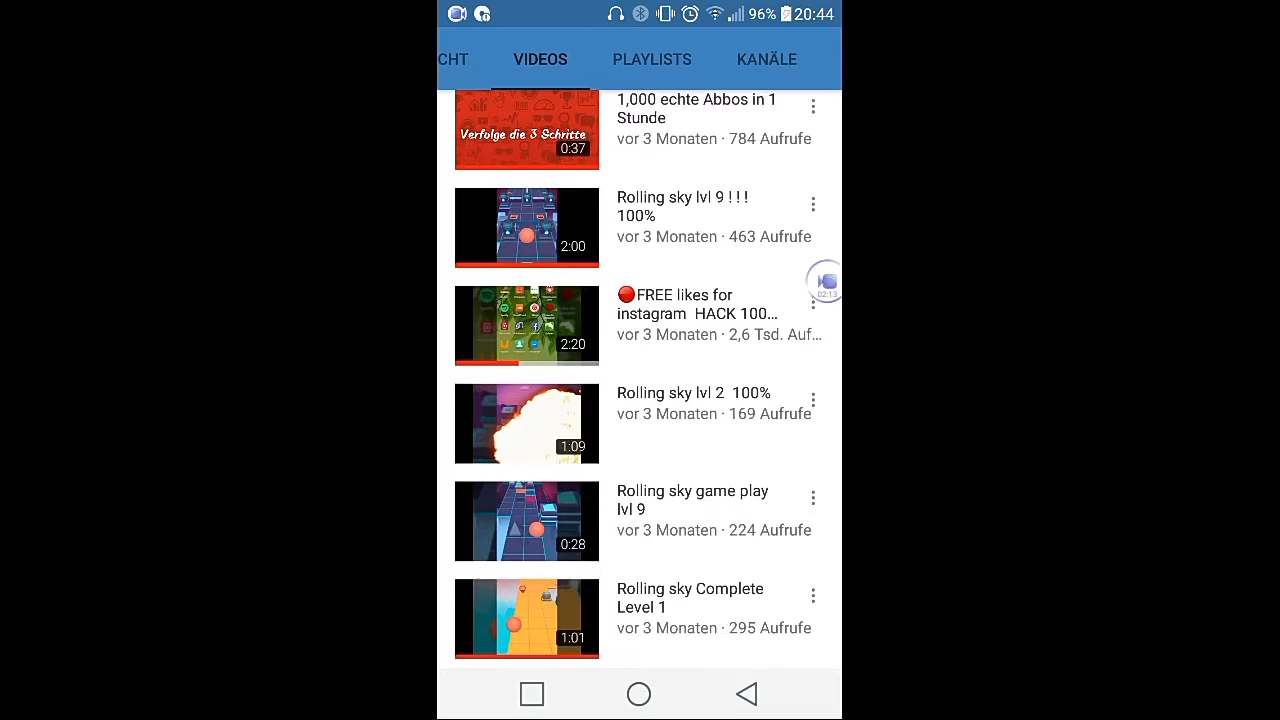 96% 20:44
CHT VIDEOS PLAYLISTS KANÄLE
1,000 echte Abbos in 1
Stunde
vor 3 Monaten · 784 Aufrufe
Verfolge die 3 Schritte
0:37
Rolling sky lvl 9 ! ! !
100%
vor 3 Monaten · 463 Aufrufe
2:00
02:13
🔴FREE likes for
instagram HACK 100...
vor 3 Monaten · 2,6 Tsd. Auf...
2:20
Rolling sky lvl 2 100%
vor 3 Monaten · 169 Aufrufe
1:09
Rolling sky game play
lvl 9
vor 3 Monaten · 224 Aufrufe
0:28
Rolling sky Complete
Level 1
vor 3 Monaten · 295 Aufrufe
1:01